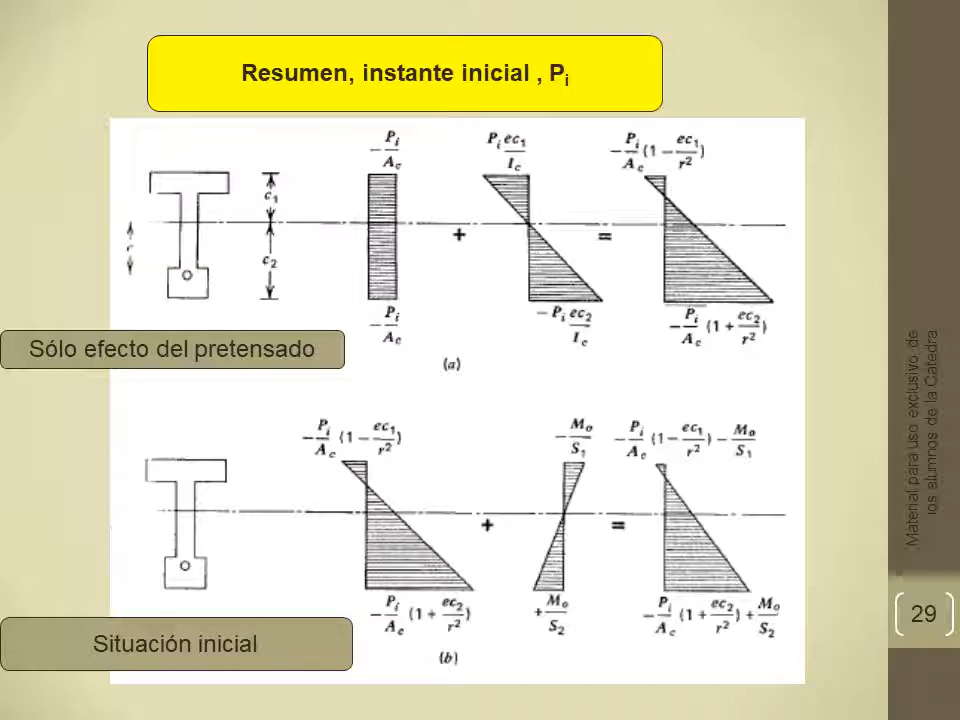 Resumen, instante inicial , Pi
-Pi/Ac
Pi ec1/Ic
-Pi/Ac (1-ec1/r²)
c1
c2
+
=
-Pi/Ac
-Pi ec2/Ic
-Pi/Ac (1+ec2/r²)
Sólo efecto del pretensado
(a)
-Pi/Ac (1-ec1/r²)
-Mo/S1
-Pi/Ac (1-ec1/r²)-Mo/S1
+
=
-Pi/Ac (1+ec2/r²)
+Mo/S2
-Pi/Ac (1+ec2/r²)+Mo/S2
Situación inicial
(b)
Material para uso exclusivo de
los alumnos de la Catedra
29